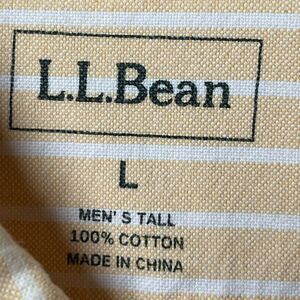 L.L.Bean
L
MEN'S TALL
100% COTTON
MADE IN CHINA